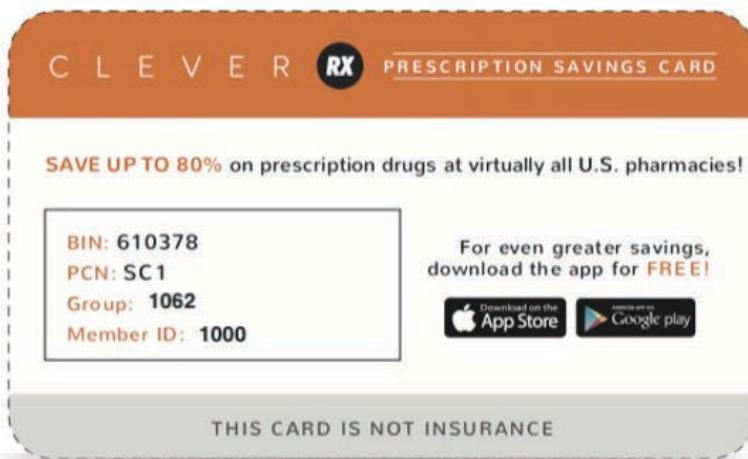 CLEVER RX PRESCRIPTION SAVINGS CARD
SAVE UP TO 80% on prescription drugs at virtually all U.S. pharmacies!
BIN: 610378
PCN: SC1
Group: 1062
Member ID: 1000
For even greater savings,
download the app for FREE!
Download on the
App Store
Google play
THIS CARD IS NOT INSURANCE